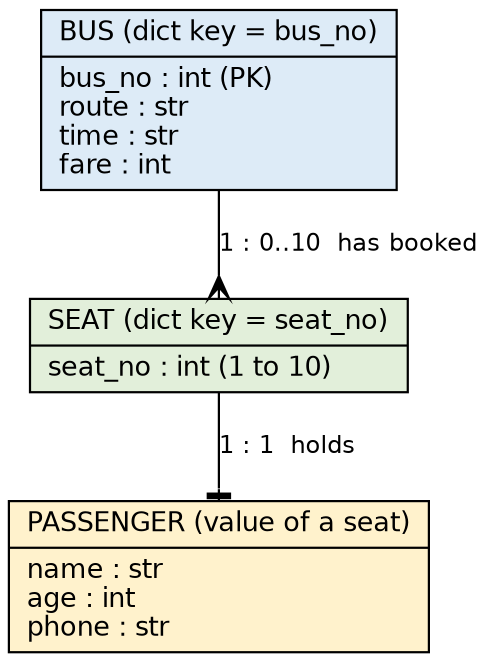 BUS (dict key = bus_no)
bus_no : int (PK)
route : str
time : str
fare : int
1 : 0..10  has booked
SEAT (dict key = seat_no)
seat_no : int (1 to 10)
1 : 1  holds
PASSENGER (value of a seat)
name : str
age : int
phone : str